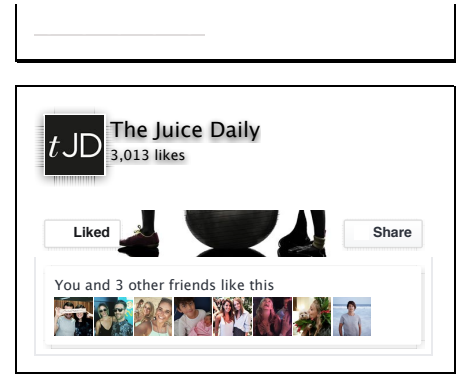 tJD
The Juice Daily
3,013 likes
Liked
Share
You and 3 other friends like this